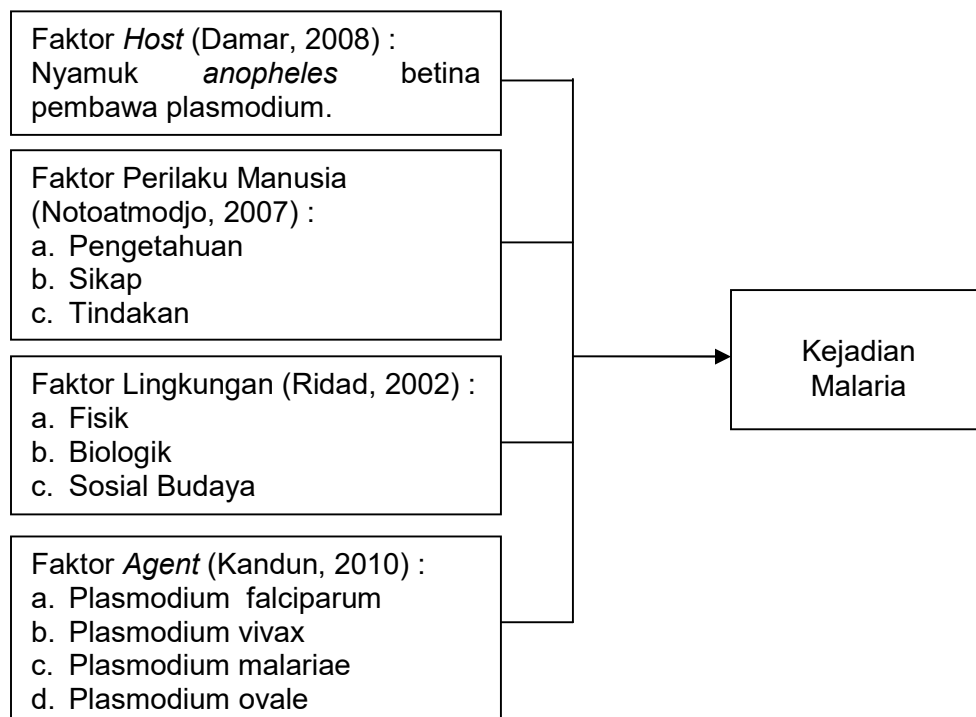 Faktor Host (Damar, 2008) :
Nyamuk anopheles betina
pembawa plasmodium.
Faktor Perilaku Manusia
(Notoatmodjo, 2007) :
a. Pengetahuan
b. Sikap
c. Tindakan
Faktor Lingkungan (Ridad, 2002) :
a. Fisik
b. Biologik
c. Sosial Budaya
Faktor Agent (Kandun, 2010) :
a. Plasmodium falciparum
b. Plasmodium vivax
c. Plasmodium malariae
d. Plasmodium ovale
Kejadian
Malaria